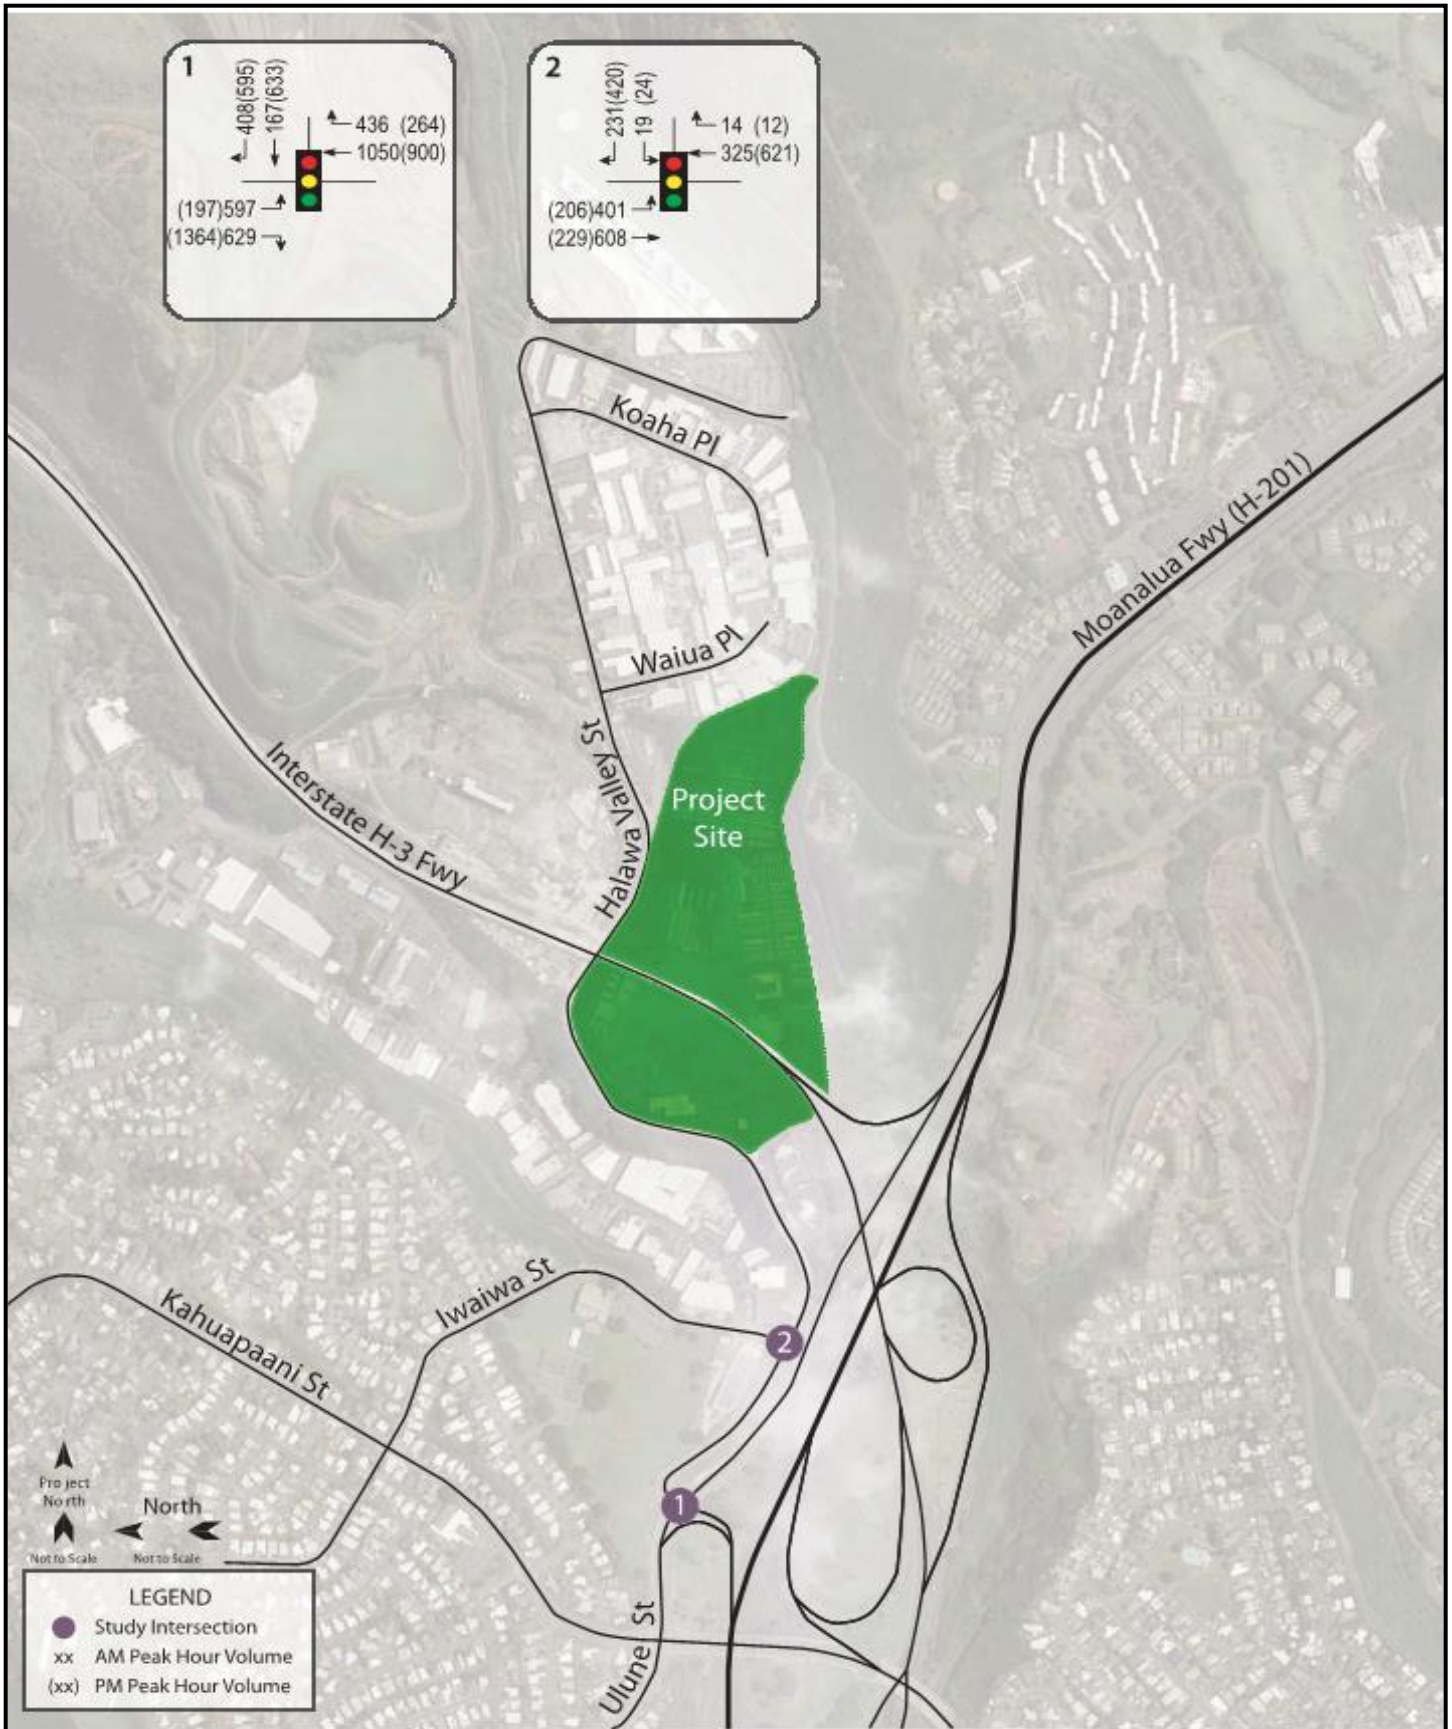 1
408(595)
167(633)
436 (264)
1050(900)
(197)597
(1364)629
2
231(420)
19 (24)
14 (12)
325(621)
(206)401
(229)608
Koaha Pl
Moanalua Fwy (H-201)
Waiua Pl
Halawa Valley St
Interstate H-3 Fwy
Project
Site
Iwaiwa St
Kahuapaani St
2
1
Ulune St
Project
North
Not to Scale
North
Not to Scale
LEGEND
Study Intersection
xx AM Peak Hour Volume
(xx) PM Peak Hour Volume